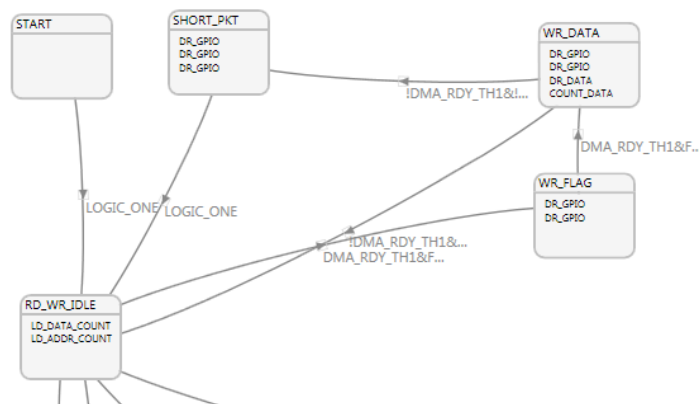 START
SHORT_PKT
DR_GPIO
DR_GPIO
DR_GPIO
WR_DATA
DR_GPIO
DR_GPIO
DR_DATA
COUNT_DATA
!DMA_RDY_TH1&!...
DMA_RDY_TH1&F...
WR_FLAG
DR_GPIO
DR_GPIO
LOGIC_ONE
LOGIC_ONE
!DMA_RDY_TH1&...
DMA_RDY_TH1&F...
RD_WR_IDLE
LD_DATA_COUNT
LD_ADDR_COUNT